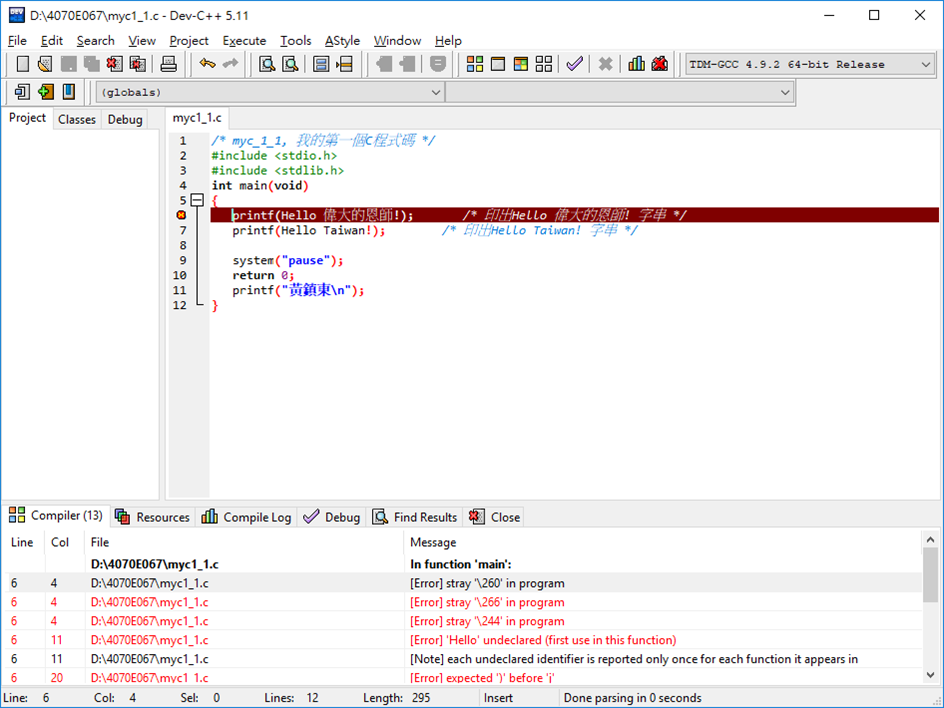 D:\4070E067\myc1_1.c - Dev-C++ 5.11
File Edit Search View Project Execute Tools AStyle Window Help
TDM-GCC 4.9.2 64-bit Release
(globals)
Project Classes Debug myc1_1.c
1 /* myc_1_1, 我的第一個C程式碼 */
2 #include <stdio.h>
3 #include <stdlib.h>
4 int main(void)
5 {
printf(Hello 偉大的恩師!); /* 印出Hello 偉大的恩師! 字串 */
7 printf(Hello Taiwan!); /* 印出Hello Taiwan! 字串 */
8
9 system("pause");
10 return 0;
11 printf("黃鎮東\n");
12 }
Compiler (13) Resources Compile Log Debug Find Results Close
Line Col File Message
D:\4070E067\myc1_1.c In function 'main':
6 4 D:\4070E067\myc1_1.c [Error] stray '\260' in program
6 4 D:\4070E067\myc1_1.c [Error] stray '\266' in program
6 4 D:\4070E067\myc1_1.c [Error] stray '\244' in program
6 11 D:\4070E067\myc1_1.c [Error] 'Hello' undeclared (first use in this function)
6 11 D:\4070E067\myc1_1.c [Note] each undeclared identifier is reported only once for each function it appears in
6 20 D:\4070E067\myc1_1.c [Error] expected ')' before 'j'
Line: 6 Col: 4 Sel: 0 Lines: 12 Length: 295 Insert Done parsing in 0 seconds